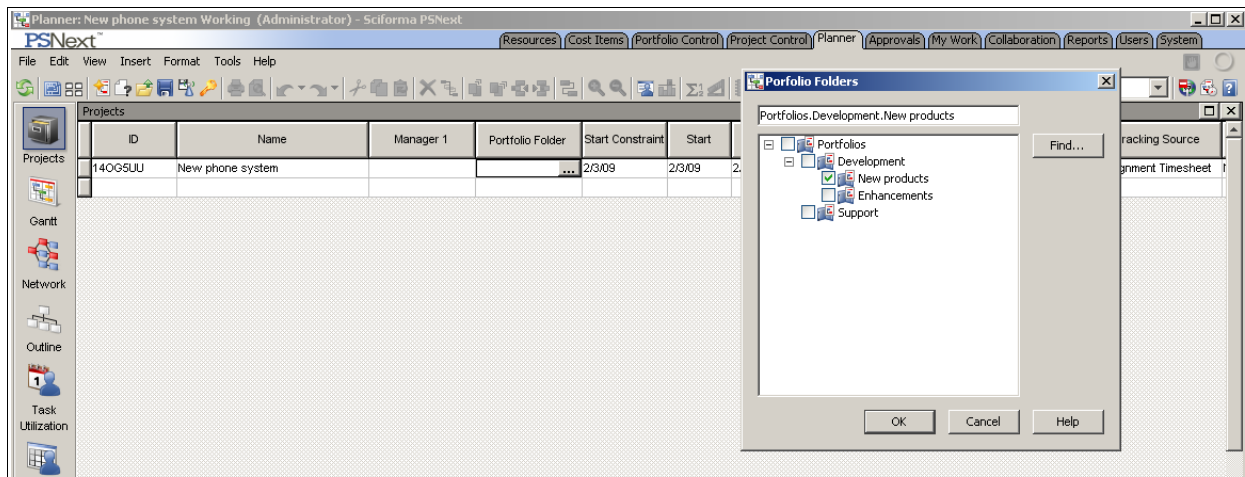 Planner: New phone system Working (Administrator) - Sciforma PSNext
PSNext™
Resources Cost Items Portfolio Control Project Control Planner Approvals My Work Collaboration Reports Users System
File Edit View Insert Format Tools Help
Projects
ID Name Manager 1 Portfolio Folder Start Constraint Start racking Source
14OG5UU New phone system ... 2/3/09 2/3/09 2. gnment Timesheet
Projects
Gantt
Network
Outline
Task
Utilization
Porfolio Folders
Portfolios.Development.New products
Portfolios
Development
New products
Enhancements
Support
Find...
OK Cancel Help